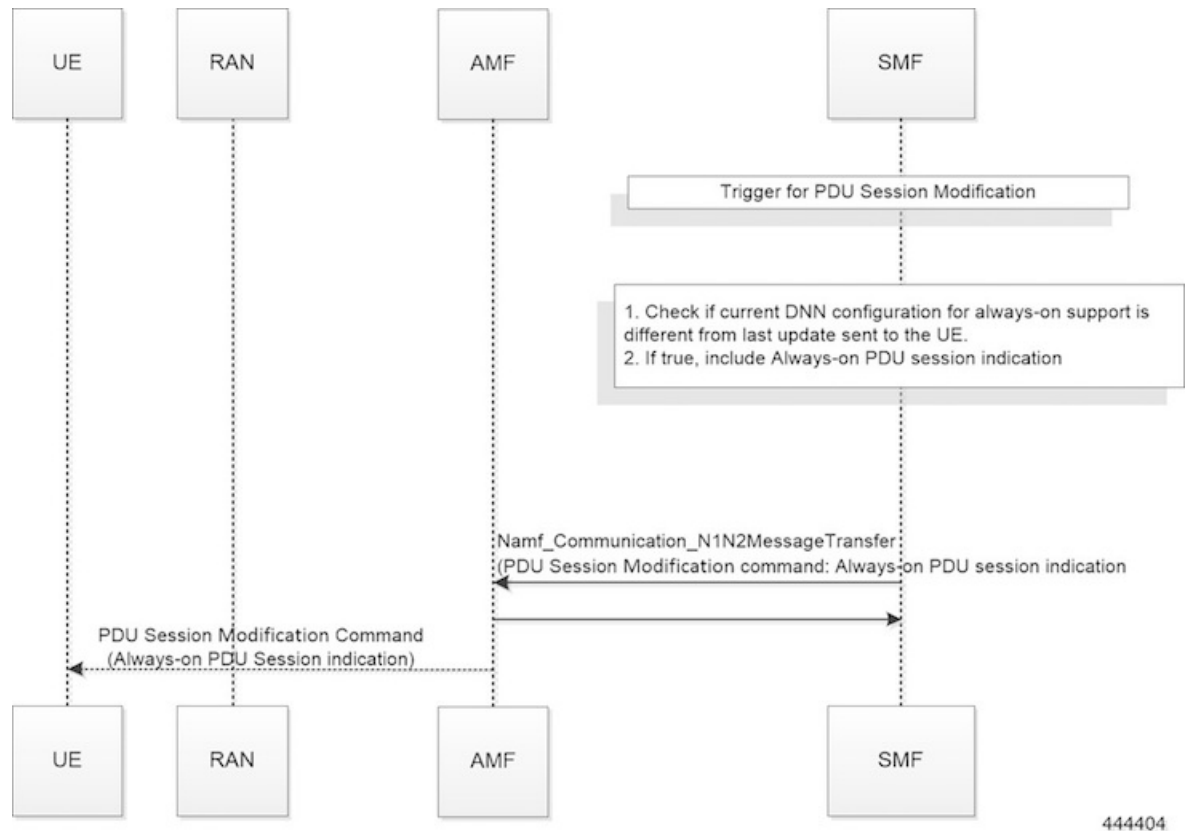 UE
RAN
AMF
SMF
Trigger for PDU Session Modification
1. Check if current DNN configuration for always-on support is
different from last update sent to the UE.
2. If true, include Always-on PDU session indication
Namf_Communication_N1N2MessageTransfer
(PDU Session Modification command: Always-on PDU session indication
PDU Session Modification Command
(Always-on PDU Session indication)
UE
RAN
AMF
SMF
444404